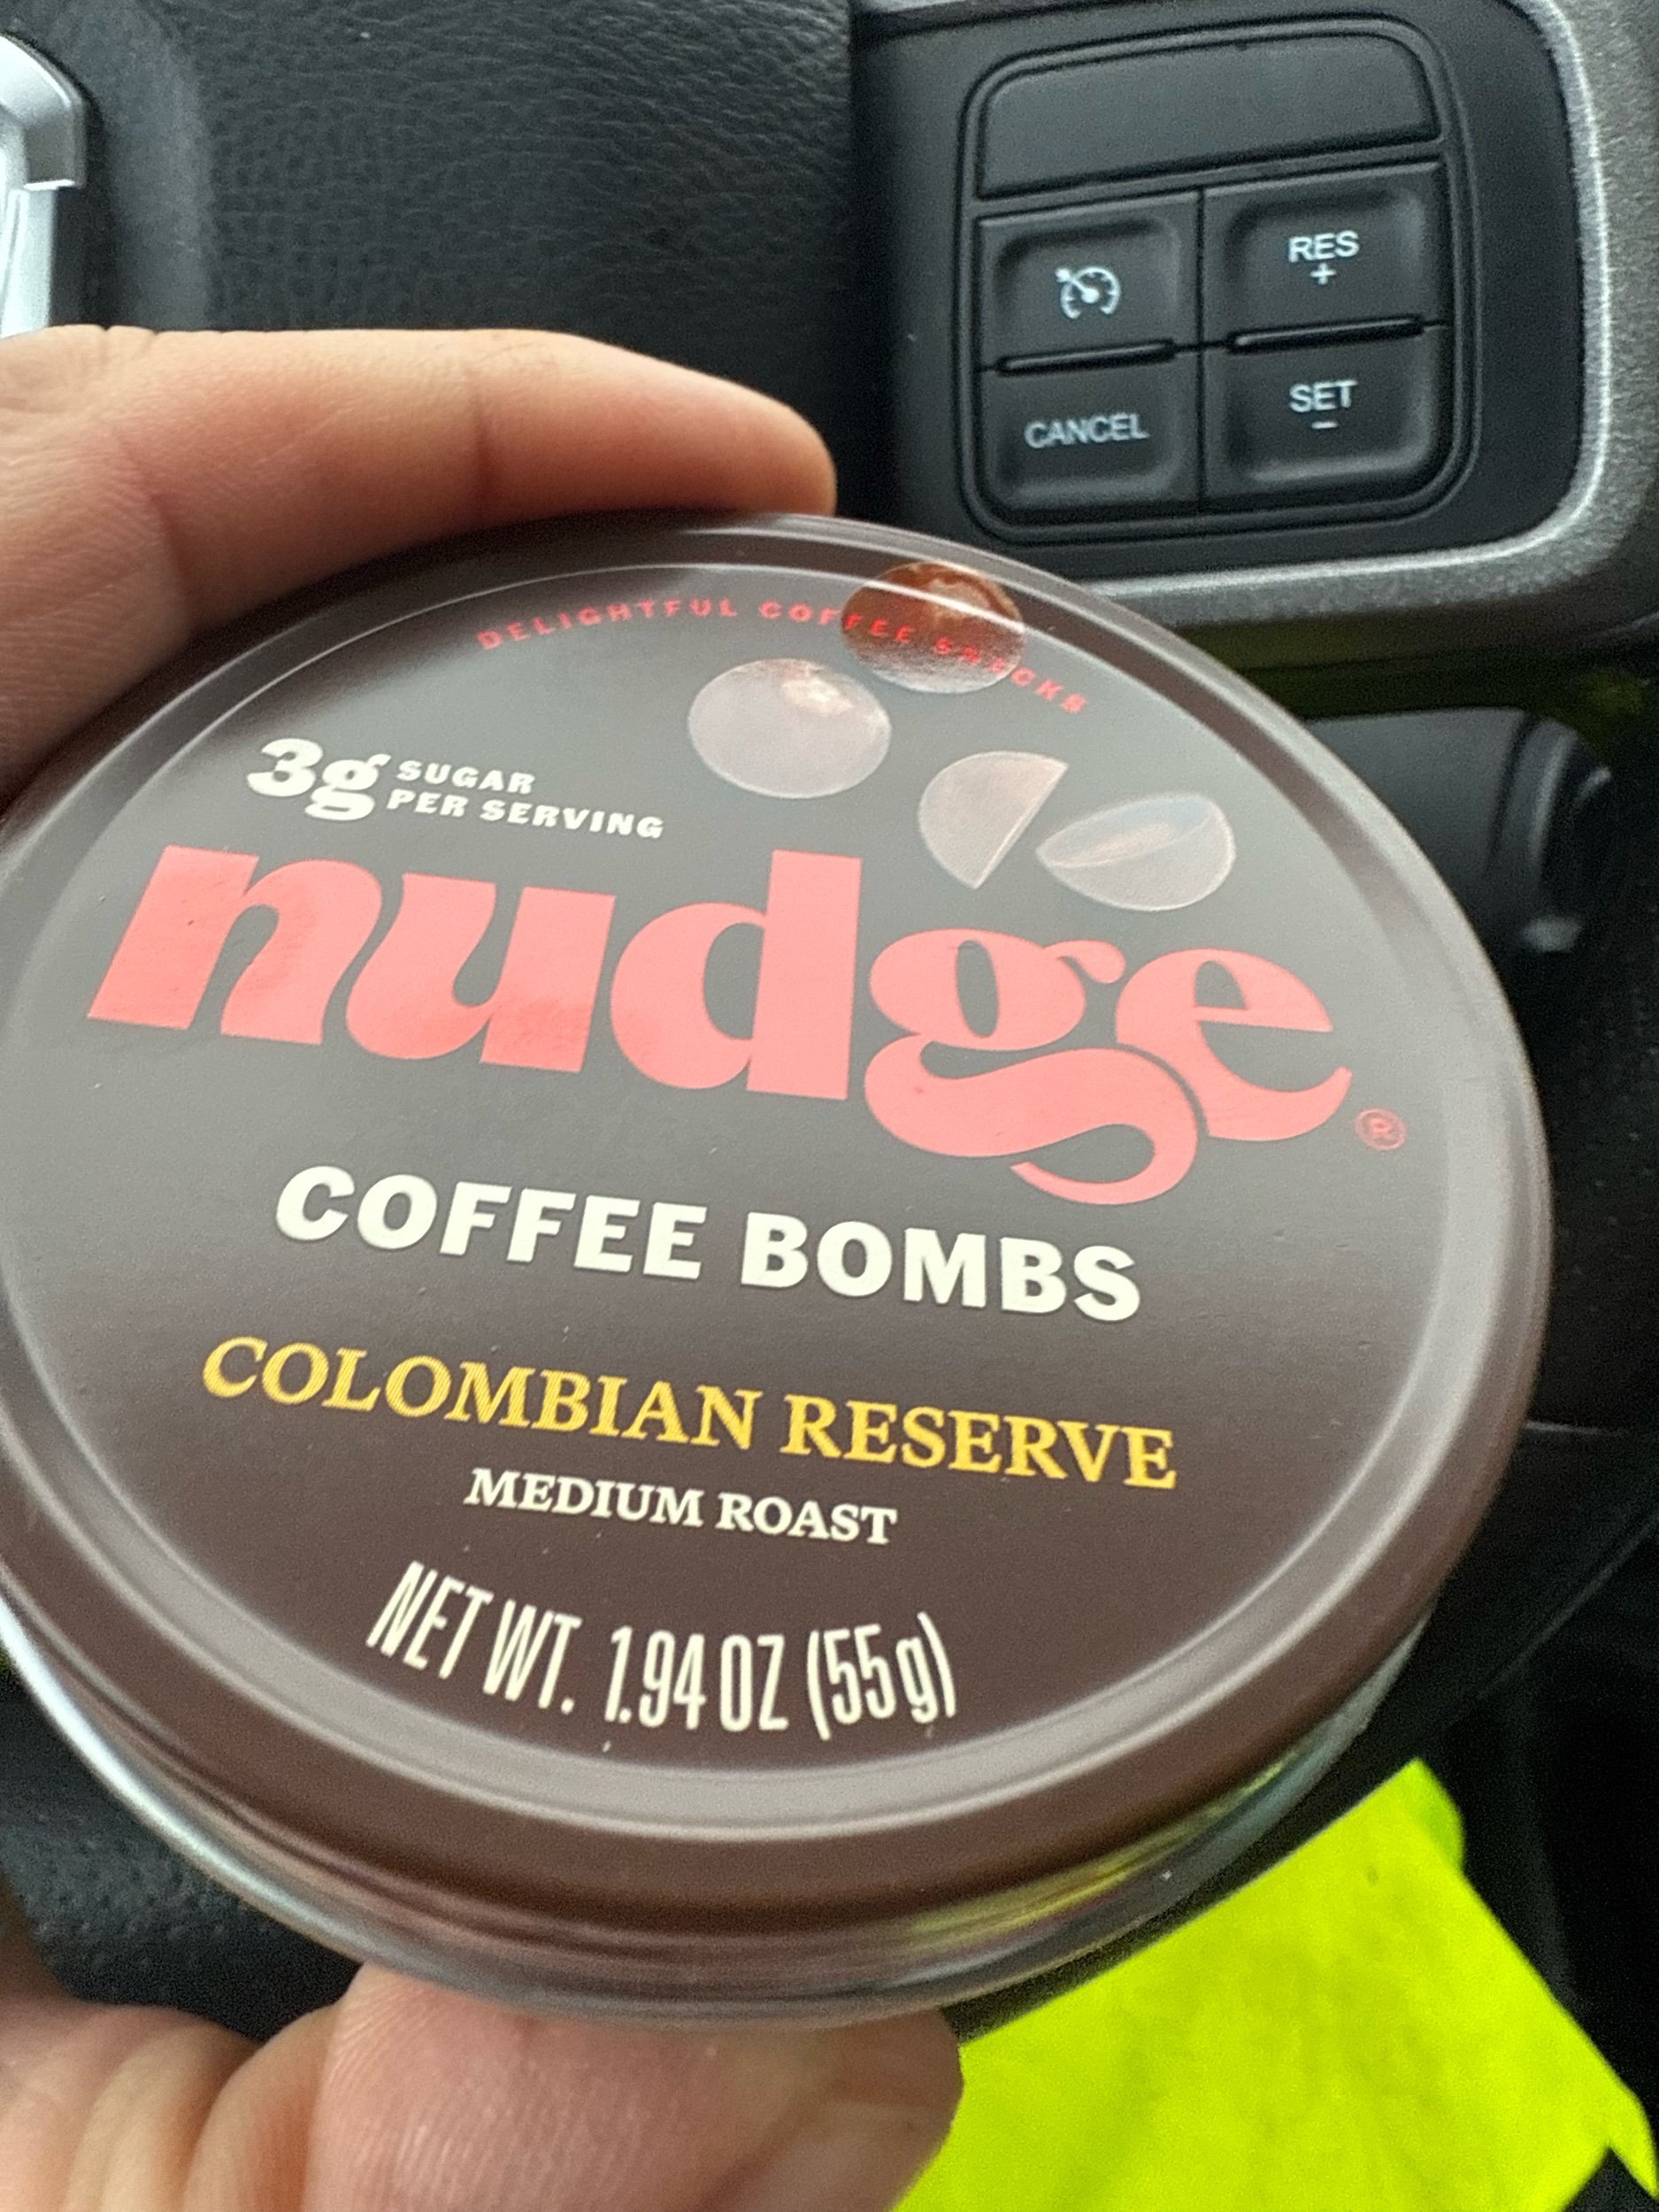 RES
+
CANCEL
SET
−
DELIGHTFUL COFFEE SNACKS
3g SUGAR
PER SERVING
nudge®
COFFEE BOMBS
COLOMBIAN RESERVE
MEDIUM ROAST
NET WT. 1.94 OZ (55g)